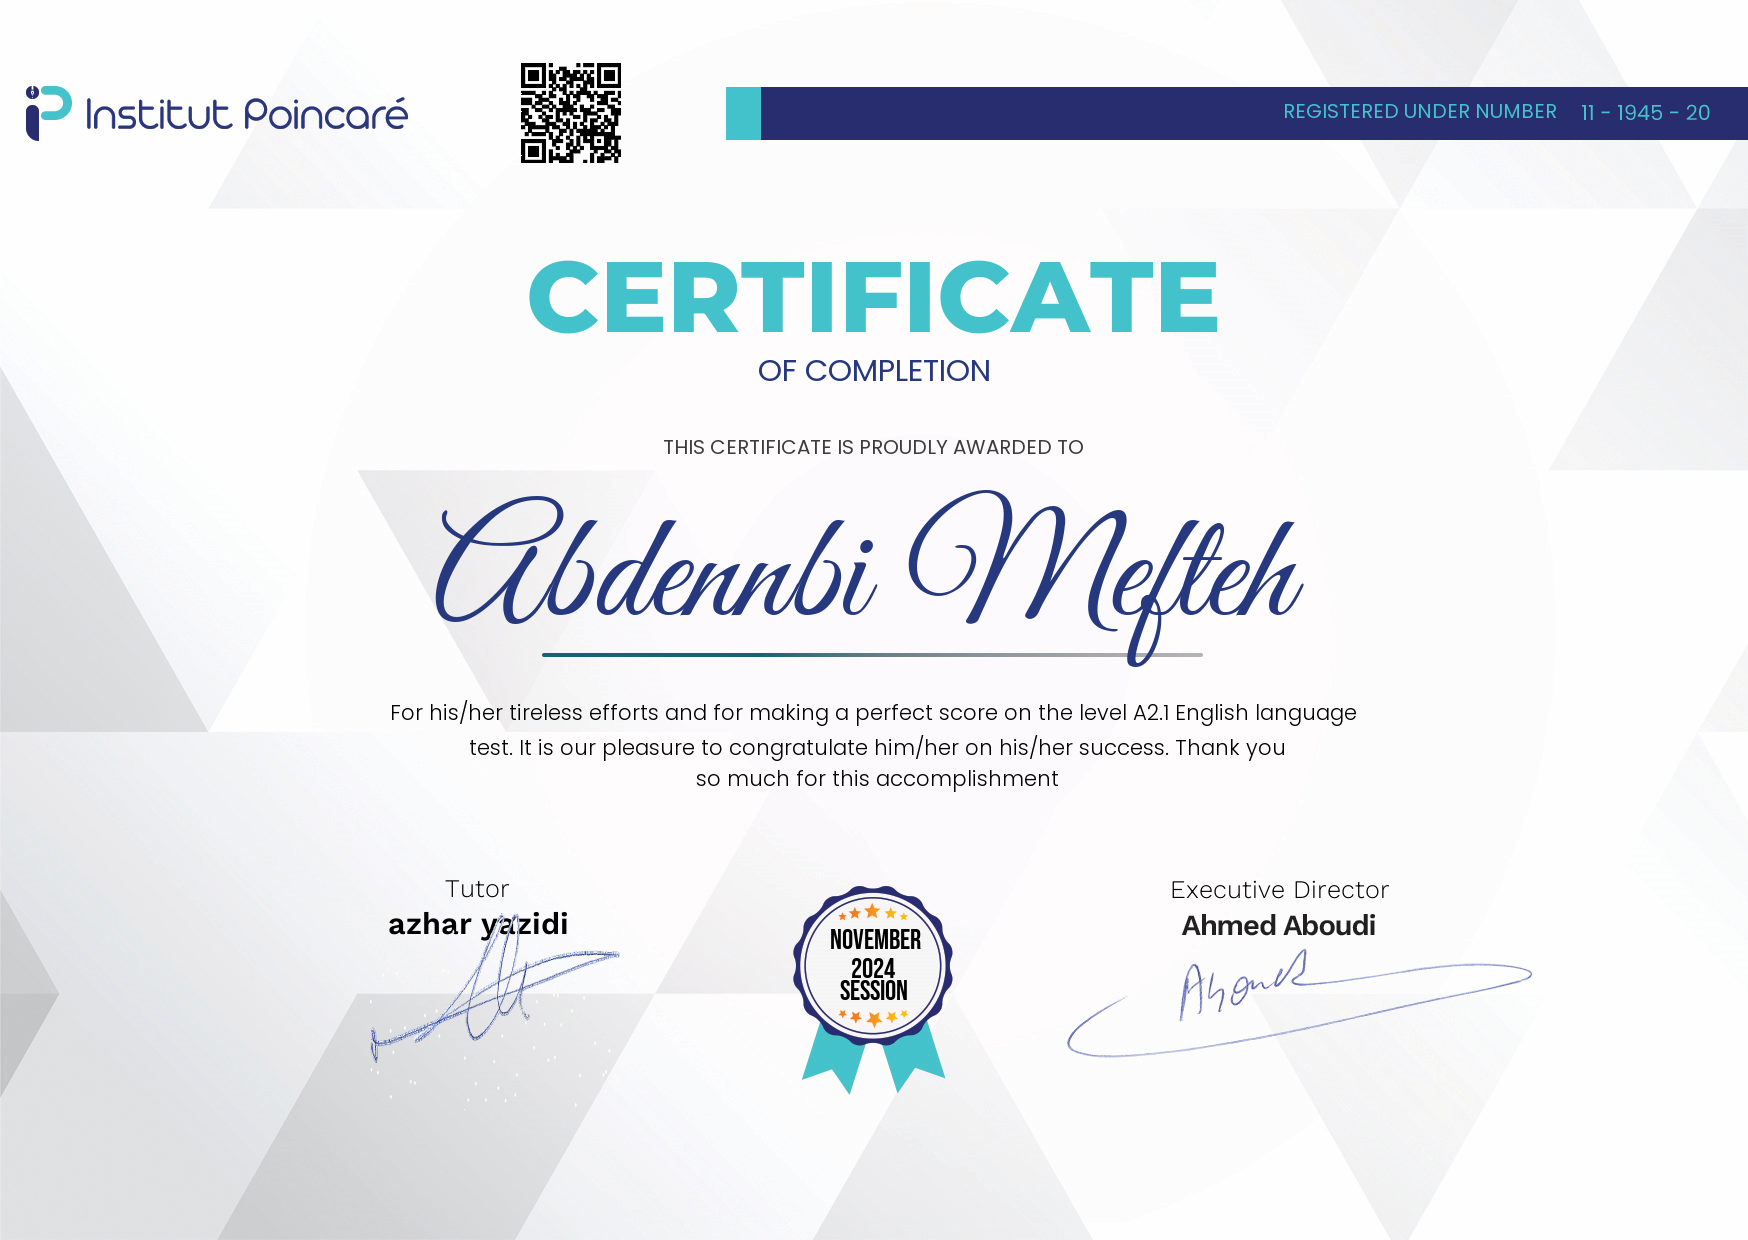 Institut Poincaré
REGISTERED UNDER NUMBER 11 - 1945 - 20
CERTIFICATE
OF COMPLETION
THIS CERTIFICATE IS PROUDLY AWARDED TO
Abdennbi Mefteh
For his/her tireless efforts and for making a perfect score on the level A2.1 English language
test. It is our pleasure to congratulate him/her on his/her success. Thank you
so much for this accomplishment
Tutor
azhar yazidi
NOVEMBER
2024
SESSION
Executive Director
Ahmed Aboudi